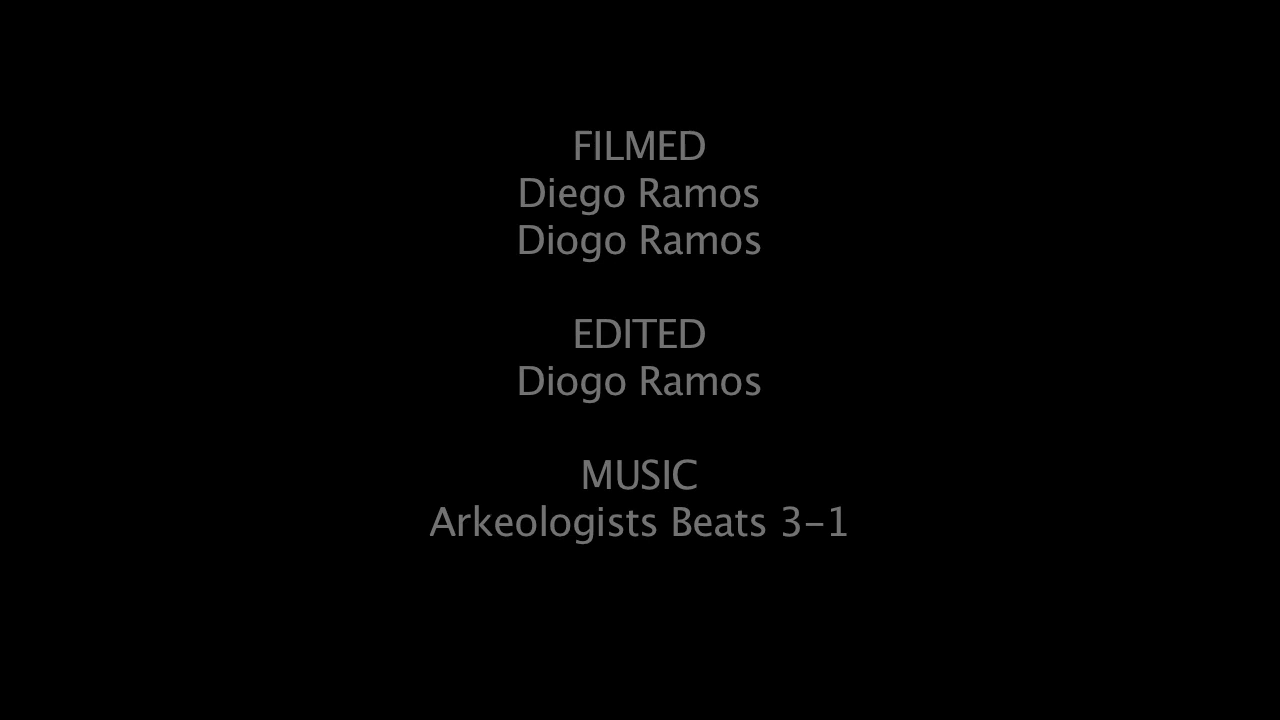 FILMED
Diego Ramos
Diogo Ramos
EDITED
Diogo Ramos
MUSIC
Arkeologists Beats 3-1